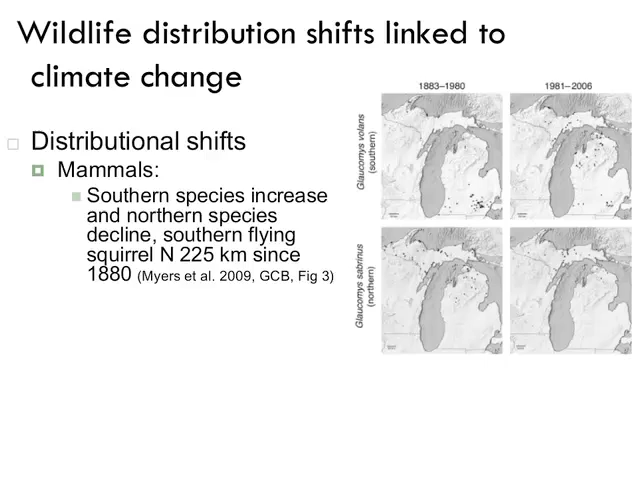 Wildlife distribution shifts linked to
climate change
Distributional shifts
Mammals:
Southern species increase
and northern species
decline, southern flying
squirrel N 225 km since
1880 (Myers et al. 2009, GCB, Fig 3)
1883–1980
1981–2006
Glaucomys volans
(southern)
Glaucomys sabrinus
(northern)